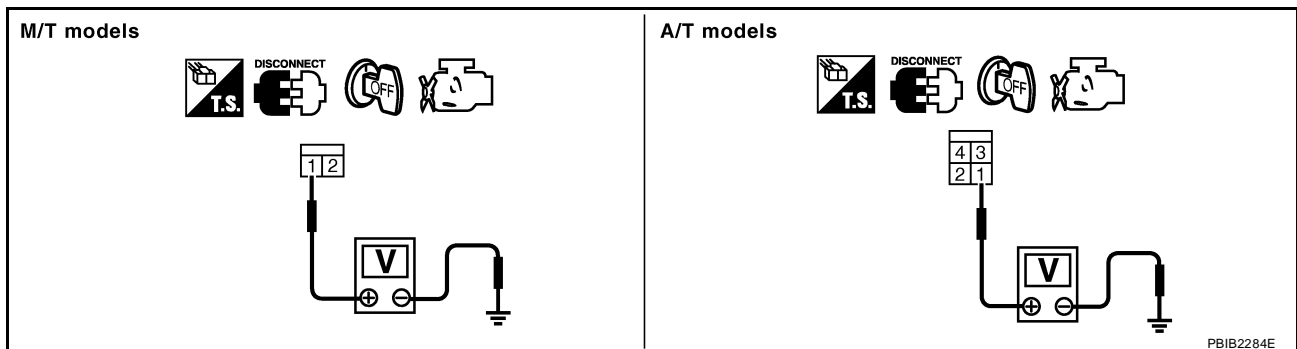 M/T models
T.S.
DISCONNECT
OFF
1 2
V
+ −
A/T models
T.S.
DISCONNECT
OFF
4 3
2 1
V
+ −
PBIB2284E